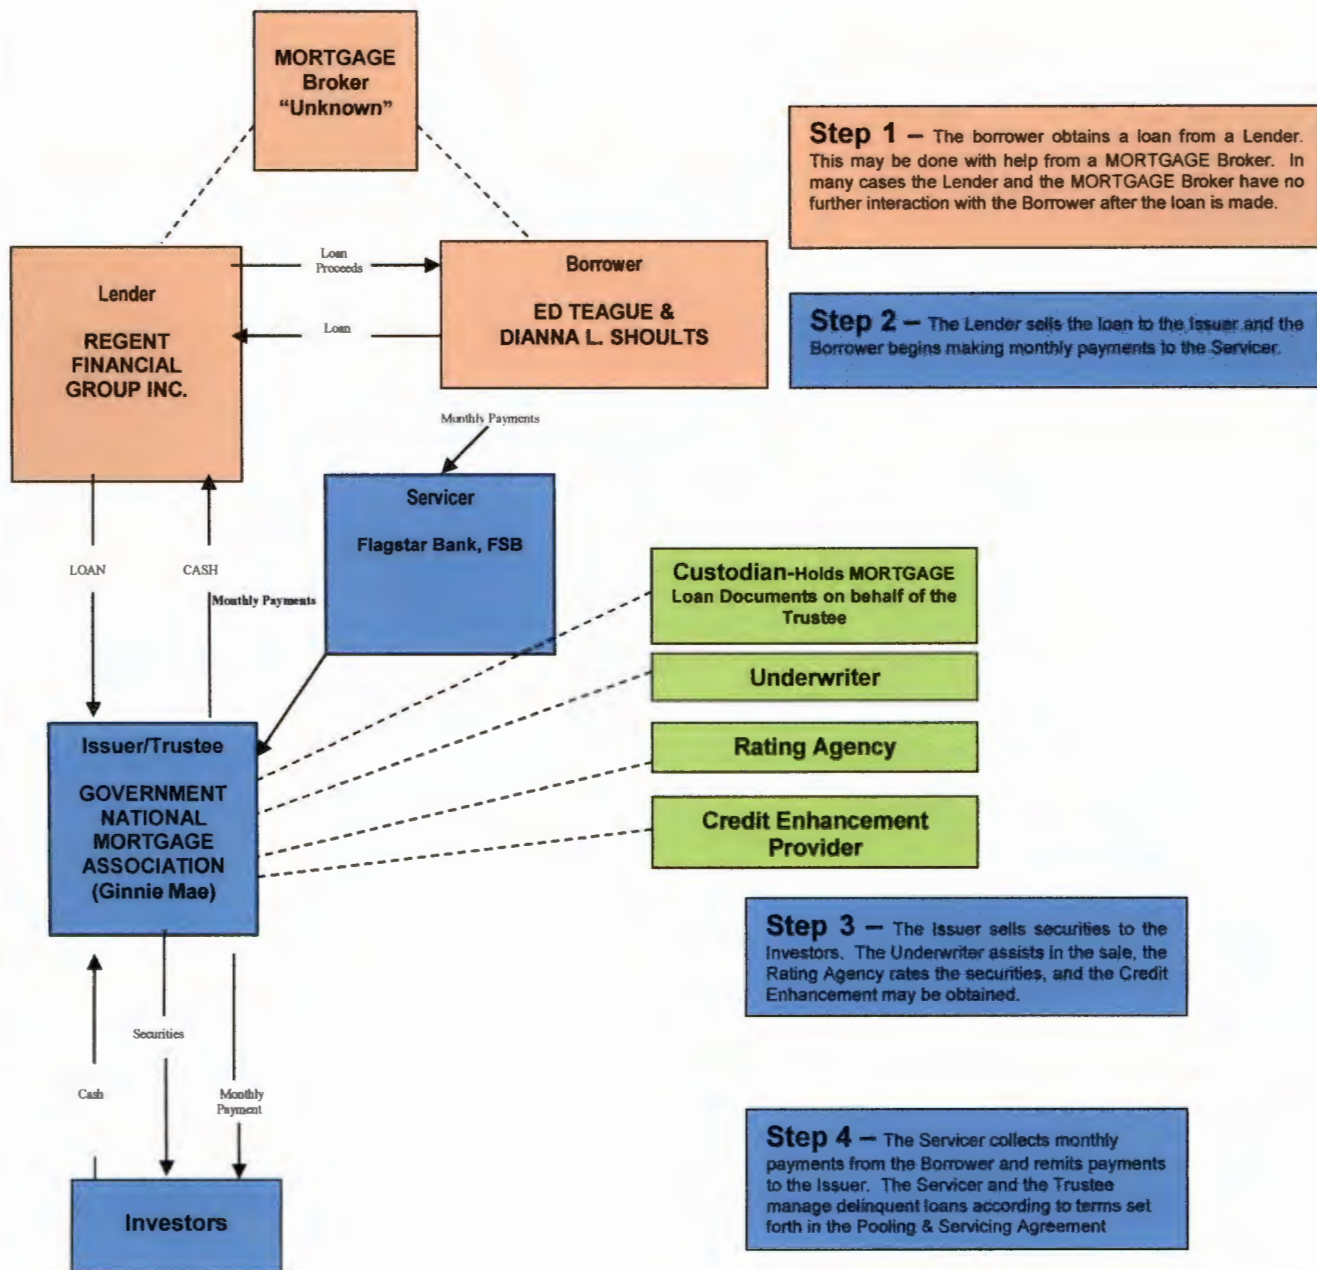 MORTGAGE
Broker
“Unknown”
Step 1 – The borrower obtains a loan from a Lender.
This may be done with help from a MORTGAGE Broker. In
many cases the Lender and the MORTGAGE Broker have no
further interaction with the Borrower after the loan is made.
Lender
REGENT
FINANCIAL
GROUP INC.
Loan
Proceeds
Loan
Borrower
ED TEAGUE &
DIANNA L. SHOULTS
Step 2 – The Lender sells the loan to the Issuer and the
Borrower begins making monthly payments to the Servicer.
Monthly Payments
Servicer
Flagstar Bank, FSB
LOAN
CASH
Monthly Payments
Custodian-Holds MORTGAGE
Loan Documents on behalf of the
Trustee
Underwriter
Rating Agency
Credit Enhancement
Provider
Issuer/Trustee
GOVERNMENT
NATIONAL
MORTGAGE
ASSOCIATION
(Ginnie Mae)
Step 3 – The Issuer sells securities to the
Investors. The Underwriter assists in the sale, the
Rating Agency rates the securities, and the Credit
Enhancement may be obtained.
Securities
Cash
Monthly
Payment
Step 4 – The Servicer collects monthly
payments from the Borrower and remits payments
to the Issuer. The Servicer and the Trustee
manage delinquent loans according to terms set
forth in the Pooling & Servicing Agreement
Investors